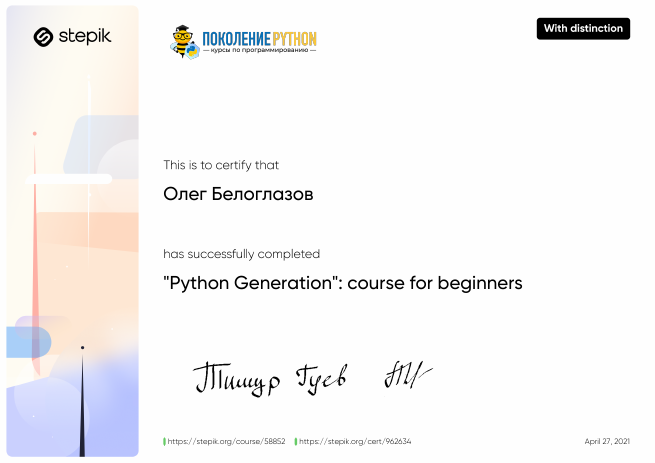 stepik
ПОКОЛЕНИЕ PYTHON
курсы по программированию
With distinction
This is to certify that
Олег Белоглазов
has successfully completed
"Python Generation": course for beginners
Тимур Гуев
https://stepik.org/course/58852 https://stepik.org/cert/962634 April 27, 2021